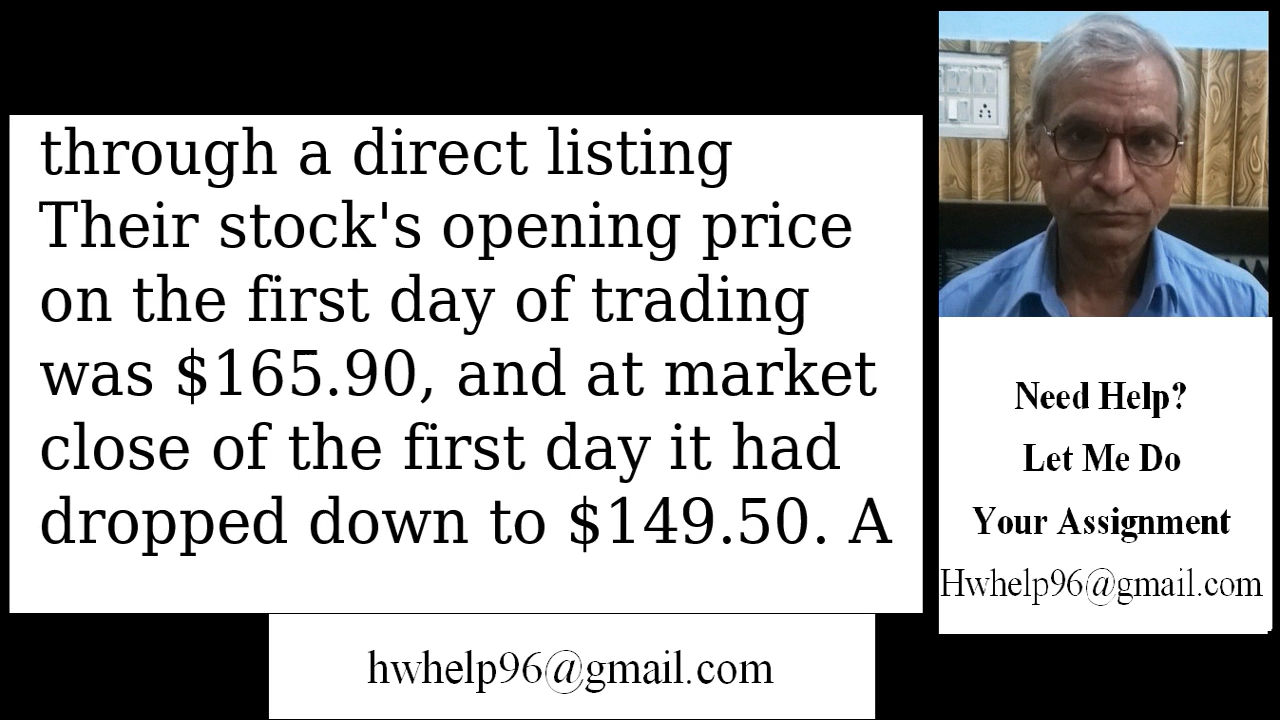 through a direct listing
Their stock's opening price
on the first day of trading
was $165.90, and at market
close of the first day it had
dropped down to $149.50. A
Need Help?
Let Me Do
Your Assignment
Hwhelp96@gmail.com
hwhelp96@gmail.com